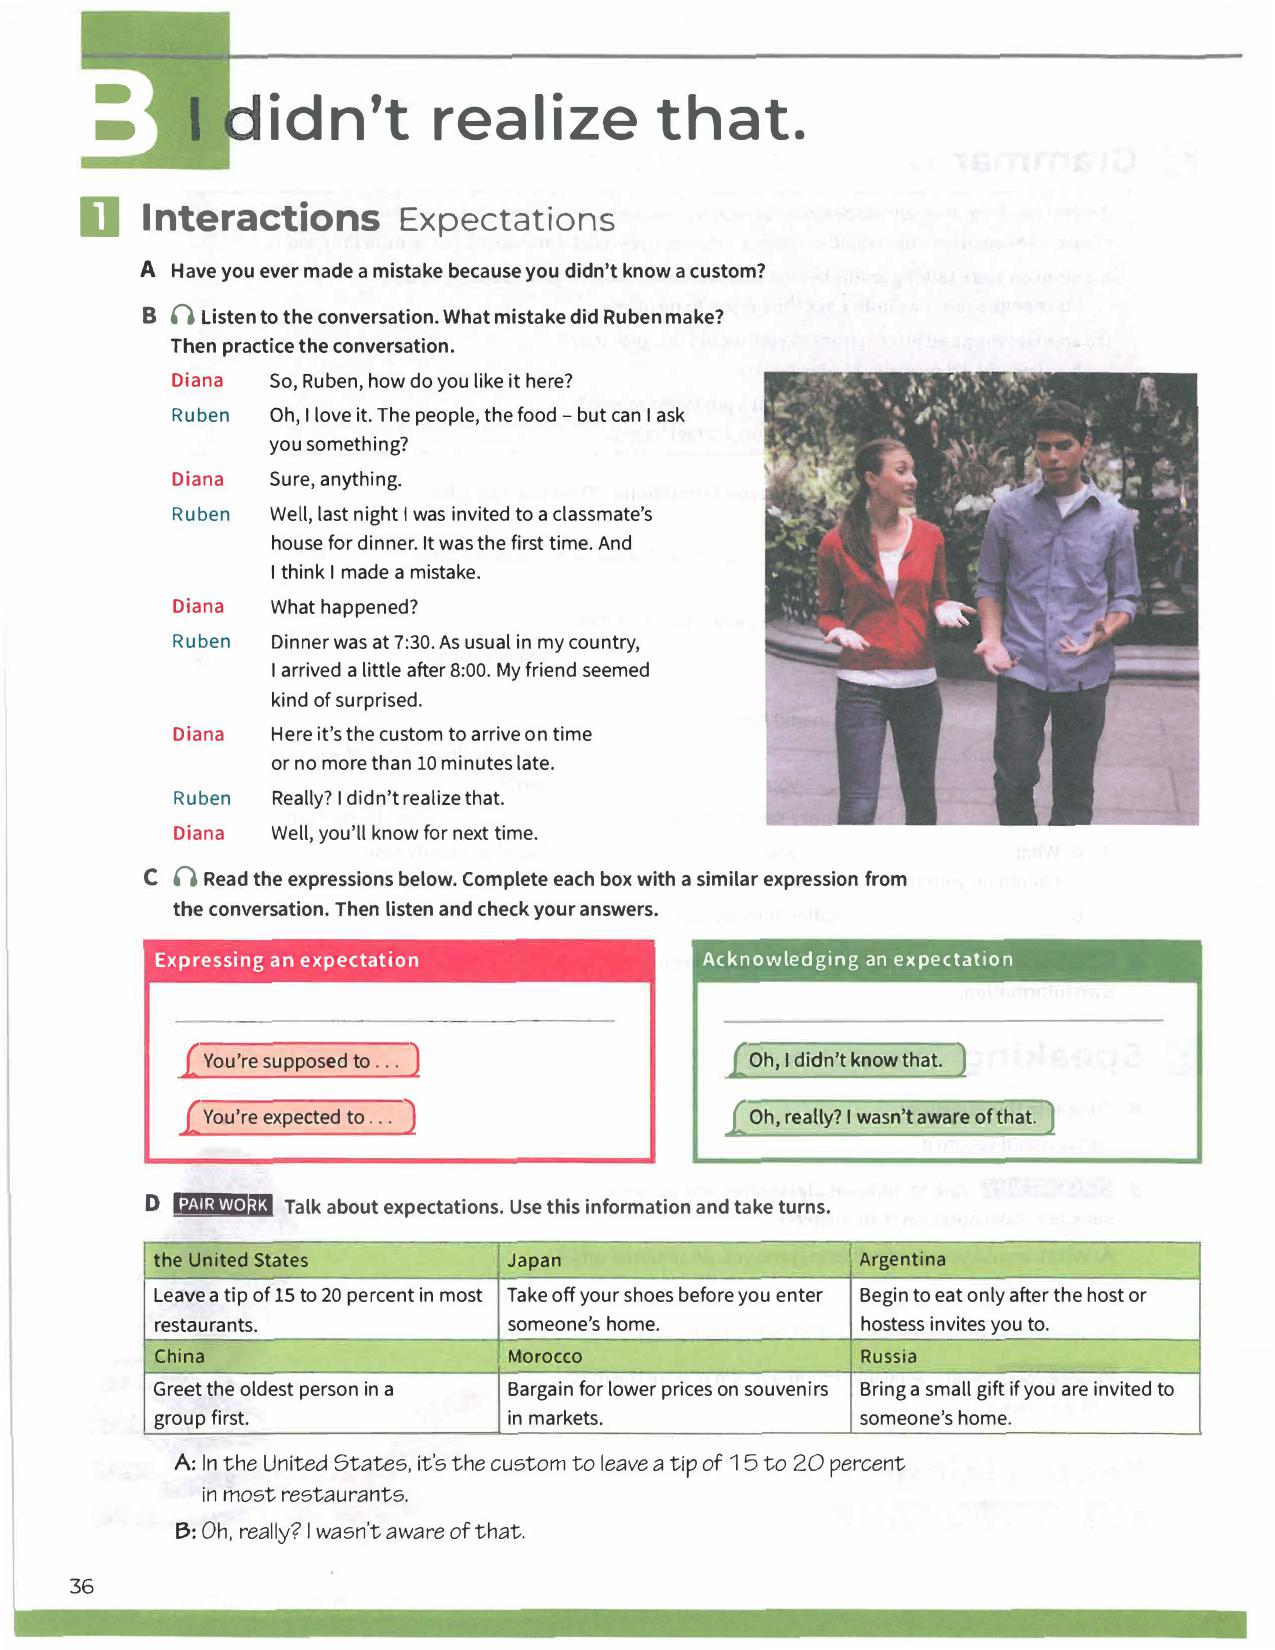 B I didn't realize that.
1 Interactions Expectations
A Have you ever made a mistake because you didn't know a custom?
B Listen to the conversation. What mistake did Ruben make?
Then practice the conversation.
Diana So, Ruben, how do you like it here?
Ruben Oh, I love it. The people, the food – but can I ask
you something?
Diana Sure, anything.
Ruben Well, last night I was invited to a classmate's
house for dinner. It was the first time. And
I think I made a mistake.
Diana What happened?
Ruben Dinner was at 7:30. As usual in my country,
I arrived a little after 8:00. My friend seemed
kind of surprised.
Diana Here it's the custom to arrive on time
or no more than 10 minutes late.
Ruben Really? I didn't realize that.
Diana Well, you'll know for next time.
C Read the expressions below. Complete each box with a similar expression from
the conversation. Then listen and check your answers.
Expressing an expectation
You're supposed to . . .
You're expected to . . .
Acknowledging an expectation
Oh, I didn't know that.
Oh, really? I wasn't aware of that.
D PAIR WORK Talk about expectations. Use this information and take turns.
the United States Japan Argentina
Leave a tip of 15 to 20 percent in most Take off your shoes before you enter Begin to eat only after the host or
restaurants. someone's home. hostess invites you to.
China Morocco Russia
Greet the oldest person in a Bargain for lower prices on souvenirs Bring a small gift if you are invited to
group first. in markets. someone's home.
A: In the United States, it's the custom to leave a tip of 15 to 20 percent
in most restaurants.
B: Oh, really? I wasn't aware of that.
36